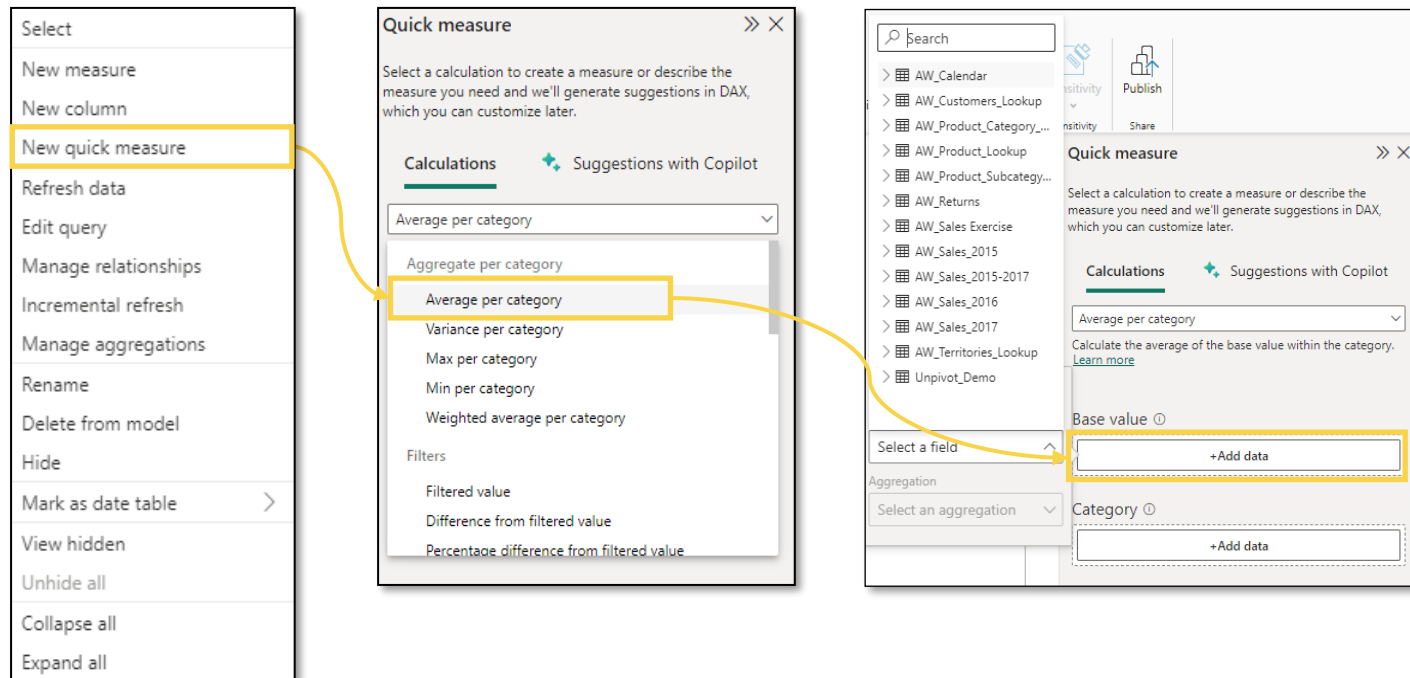 Select
New measure
New column
New quick measure
Refresh data
Edit query
Manage relationships
Incremental refresh
Manage aggregations
Rename
Delete from model
Hide
Mark as date table
View hidden
Unhide all
Collapse all
Expand all
Quick measure
Select a calculation to create a measure or describe the
measure you need and we'll generate suggestions in DAX,
which you can customize later.
Calculations Suggestions with Copilot
Average per category
Aggregate per category
Average per category
Variance per category
Max per category
Min per category
Weighted average per category
Filters
Filtered value
Difference from filtered value
Percentage difference from filtered value
Search
AW_Calendar
AW_Customers_Lookup
AW_Product_Category_...
AW_Product_Lookup
AW_Product_Subcategy...
AW_Returns
AW_Sales Exercise
AW_Sales_2015
AW_Sales_2015-2017
AW_Sales_2016
AW_Sales_2017
AW_Territories_Lookup
Unpivot_Demo
Select a field
Aggregation
Select an aggregation
nsitivity Publish
nsitivity Share
Quick measure
Select a calculation to create a measure or describe the
measure you need and we'll generate suggestions in DAX,
which you can customize later.
Calculations Suggestions with Copilot
Average per category
Calculate the average of the base value within the category.
Learn more
Base value
+Add data
Category
+Add data